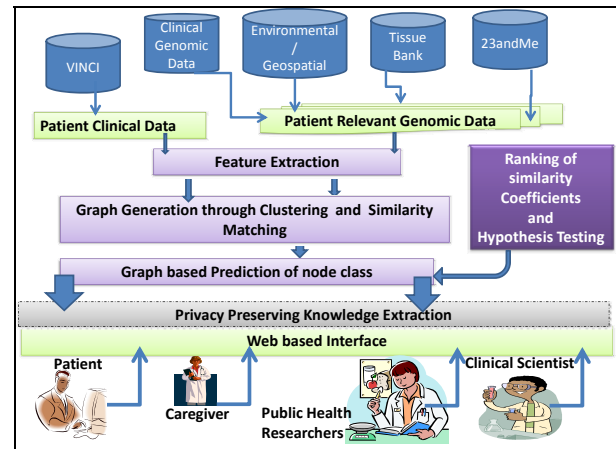 VINCI
Clinical
Genomic
Data
Environmental
/
Geospatial
Tissue
Bank
23andMe
Patient Clinical Data
Patient Relevant Genomic Data
Feature Extraction
Graph Generation through Clustering and Similarity
Matching
Graph based Prediction of node class
Ranking of
similarity
Coefficients
and
Hypothesis Testing
Privacy Preserving Knowledge Extraction
Web based Interface
Patient
Caregiver
Public Health
Researchers
Clinical Scientist